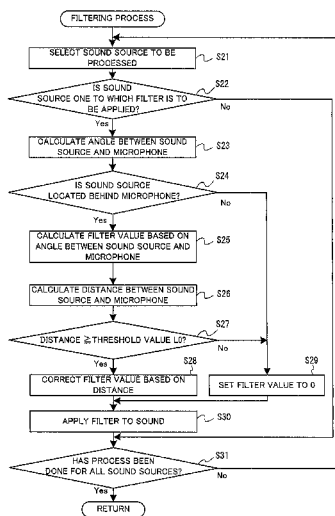 FILTERING PROCESS
SELECT SOUND SOURCE TO BE
PROCESSED
S21
IS SOUND
SOURCE ONE TO WHICH FILTER IS TO
BE APPLIED?
S22
No
Yes
CALCULATE ANGLE BETWEEN SOUND
SOURCE AND MICROPHONE
S23
IS SOUND SOURCE
LOCATED BEHIND MICROPHONE?
S24
No
Yes
CALCULATE FILTER VALUE BASED ON
ANGLE BETWEEN SOUND SOURCE AND
MICROPHONE
S25
CALCULATE DISTANCE BETWEEN SOUND
SOURCE AND MICROPHONE
S26
DISTANCE ≧ THRESHOLD VALUE L0?
S27
No
Yes
S28
CORRECT FILTER VALUE BASED ON
DISTANCE
S29
SET FILTER VALUE TO 0
APPLY FILTER TO SOUND
S30
HAS PROCESS BEEN
DONE FOR ALL SOUND SOURCES?
S31
No
Yes
RETURN